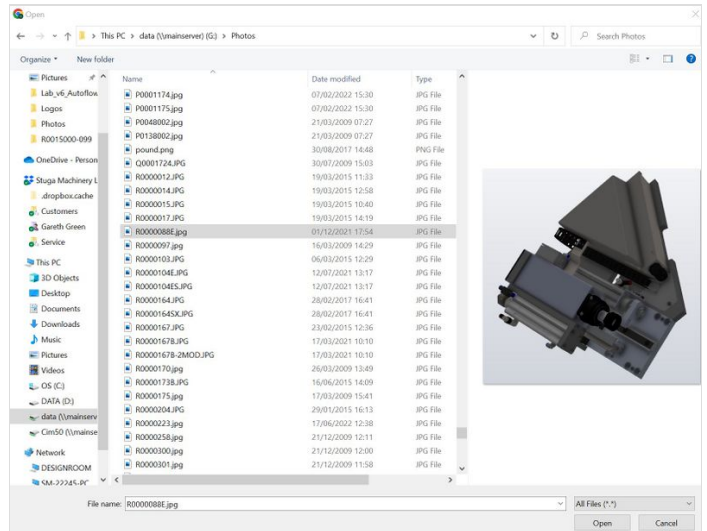 Open
This PC > data (\\mainserver) (G:) > Photos
Search Photos
Organize
New folder
Pictures
Lab_v6_Autoflow
Logos
Photos
R0015000-099
OneDrive - Person
Stuga Machinery L
.dropbox.cache
Customers
Gareth Green
Service
This PC
3D Objects
Desktop
Documents
Downloads
Music
Pictures
Videos
OS (C:)
DATA (D:)
data (\\mainserv
Cim50 (\\mainse
Network
DESIGNROOM
SM-22245-PC
Name Date modified Type
P0001174.jpg 07/02/2022 15:30 JPG File
P0001175.jpg 07/02/2022 15:30 JPG File
P0048002.jpg 21/03/2009 07:27 JPG File
P0138002.jpg 21/03/2009 07:27 JPG File
pound.png 30/08/2017 14:48 PNG File
Q0001724.JPG 30/07/2009 15:03 JPG File
R0000012.JPG 19/03/2015 11:33 JPG File
R0000014.JPG 19/03/2015 12:58 JPG File
R0000015.JPG 19/03/2015 10:40 JPG File
R0000017.JPG 19/03/2015 14:19 JPG File
R0000088E.jpg 01/12/2021 17:54 JPG File
R0000097.jpg 16/03/2009 14:29 JPG File
R0000103.JPG 06/03/2015 12:29 JPG File
R0000104E.JPG 12/07/2021 13:17 JPG File
R0000104ES.JPG 12/07/2021 13:17 JPG File
R0000164.JPG 28/02/2017 16:41 JPG File
R0000164SX.JPG 28/02/2017 16:41 JPG File
R0000167.JPG 23/02/2015 12:36 JPG File
R0000167B.JPG 17/03/2021 10:10 JPG File
R0000167B-2MOD.JPG 17/03/2021 10:10 JPG File
R0000170.jpg 26/03/2009 13:49 JPG File
R0000173B.JPG 16/06/2015 14:09 JPG File
R0000175.jpg 17/03/2009 15:41 JPG File
R0000204.JPG 29/01/2015 16:13 JPG File
R0000223.jpg 17/06/2022 12:38 JPG File
R0000258.jpg 21/12/2009 12:11 JPG File
R0000300.jpg 21/12/2009 12:00 JPG File
R0000301.jpg 21/12/2009 11:58 JPG File
File name: R0000088E.jpg
All Files (*.*)
Open Cancel